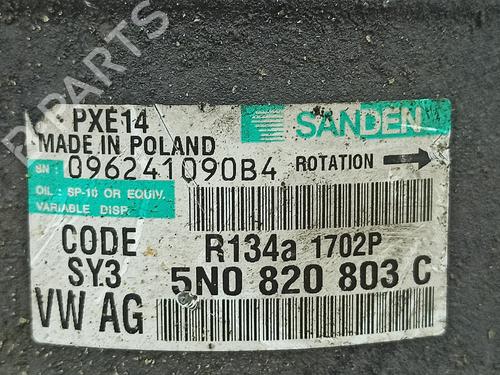 B-PARTS
PXE14
SANDEN
MADE IN POLAND
SN: 096241090B4
ROTATION
OIL: SP-10 OR EQUIV.
VARIABLE DISP.
CODE
R134a 1702P
SY3
5N0 820 803 C
VW AG